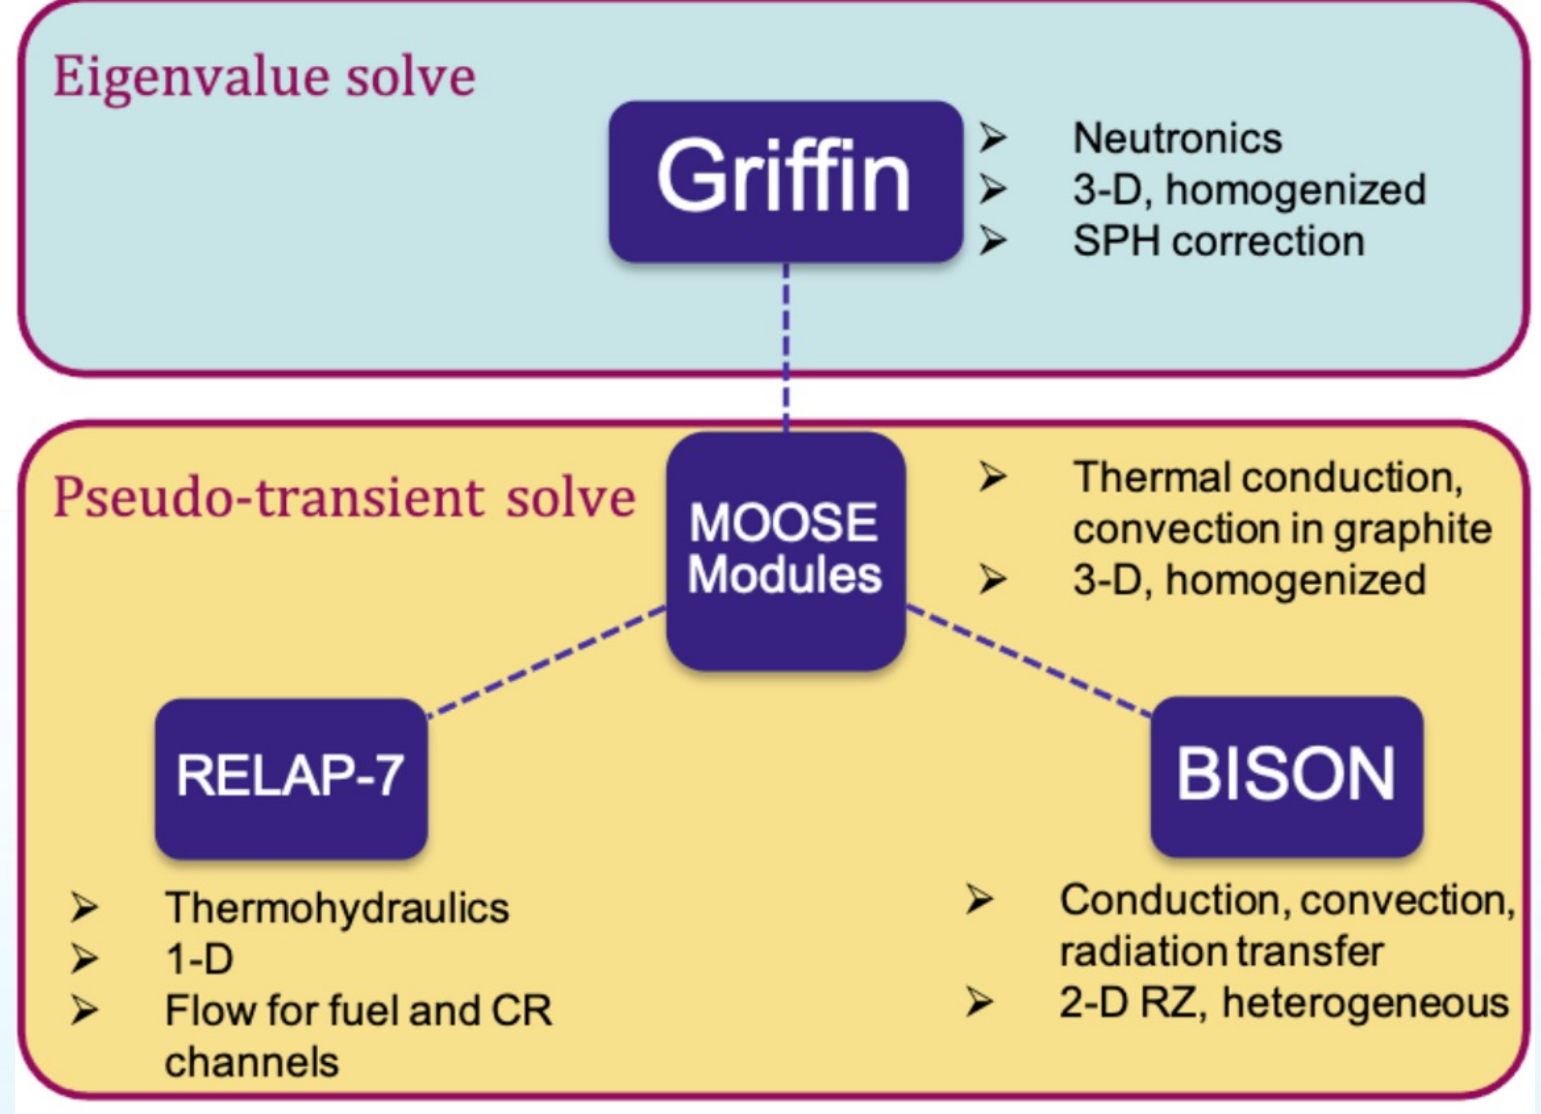 Eigenvalue solve
Griffin
➢ Neutronics
➢ 3-D, homogenized
➢ SPH correction
Pseudo-transient solve
MOOSE
Modules
➢ Thermal conduction,
convection in graphite
➢ 3-D, homogenized
RELAP-7
➢ Thermohydraulics
➢ 1-D
➢ Flow for fuel and CR
channels
BISON
➢ Conduction, convection,
radiation transfer
➢ 2-D RZ, heterogeneous